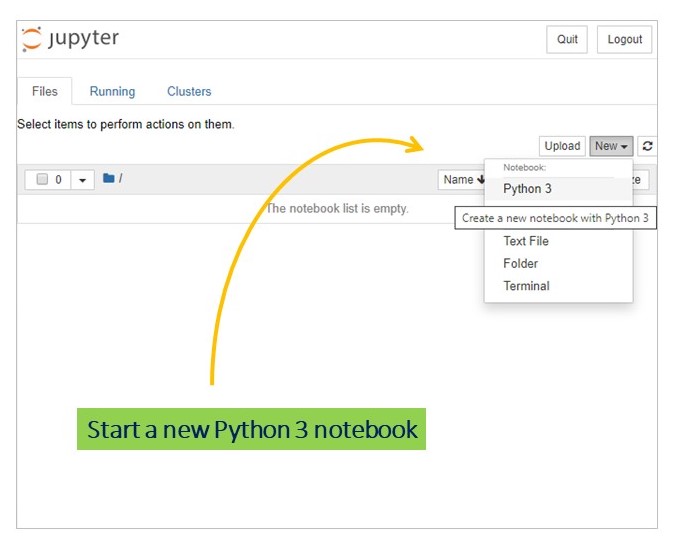 jupyter
Quit Logout
Files Running Clusters
Select items to perform actions on them.
Upload New
0 / Name
Notebook:
Python 3
The notebook list is empty.
Create a new notebook with Python 3
Text File
Folder
Terminal
Start a new Python 3 notebook